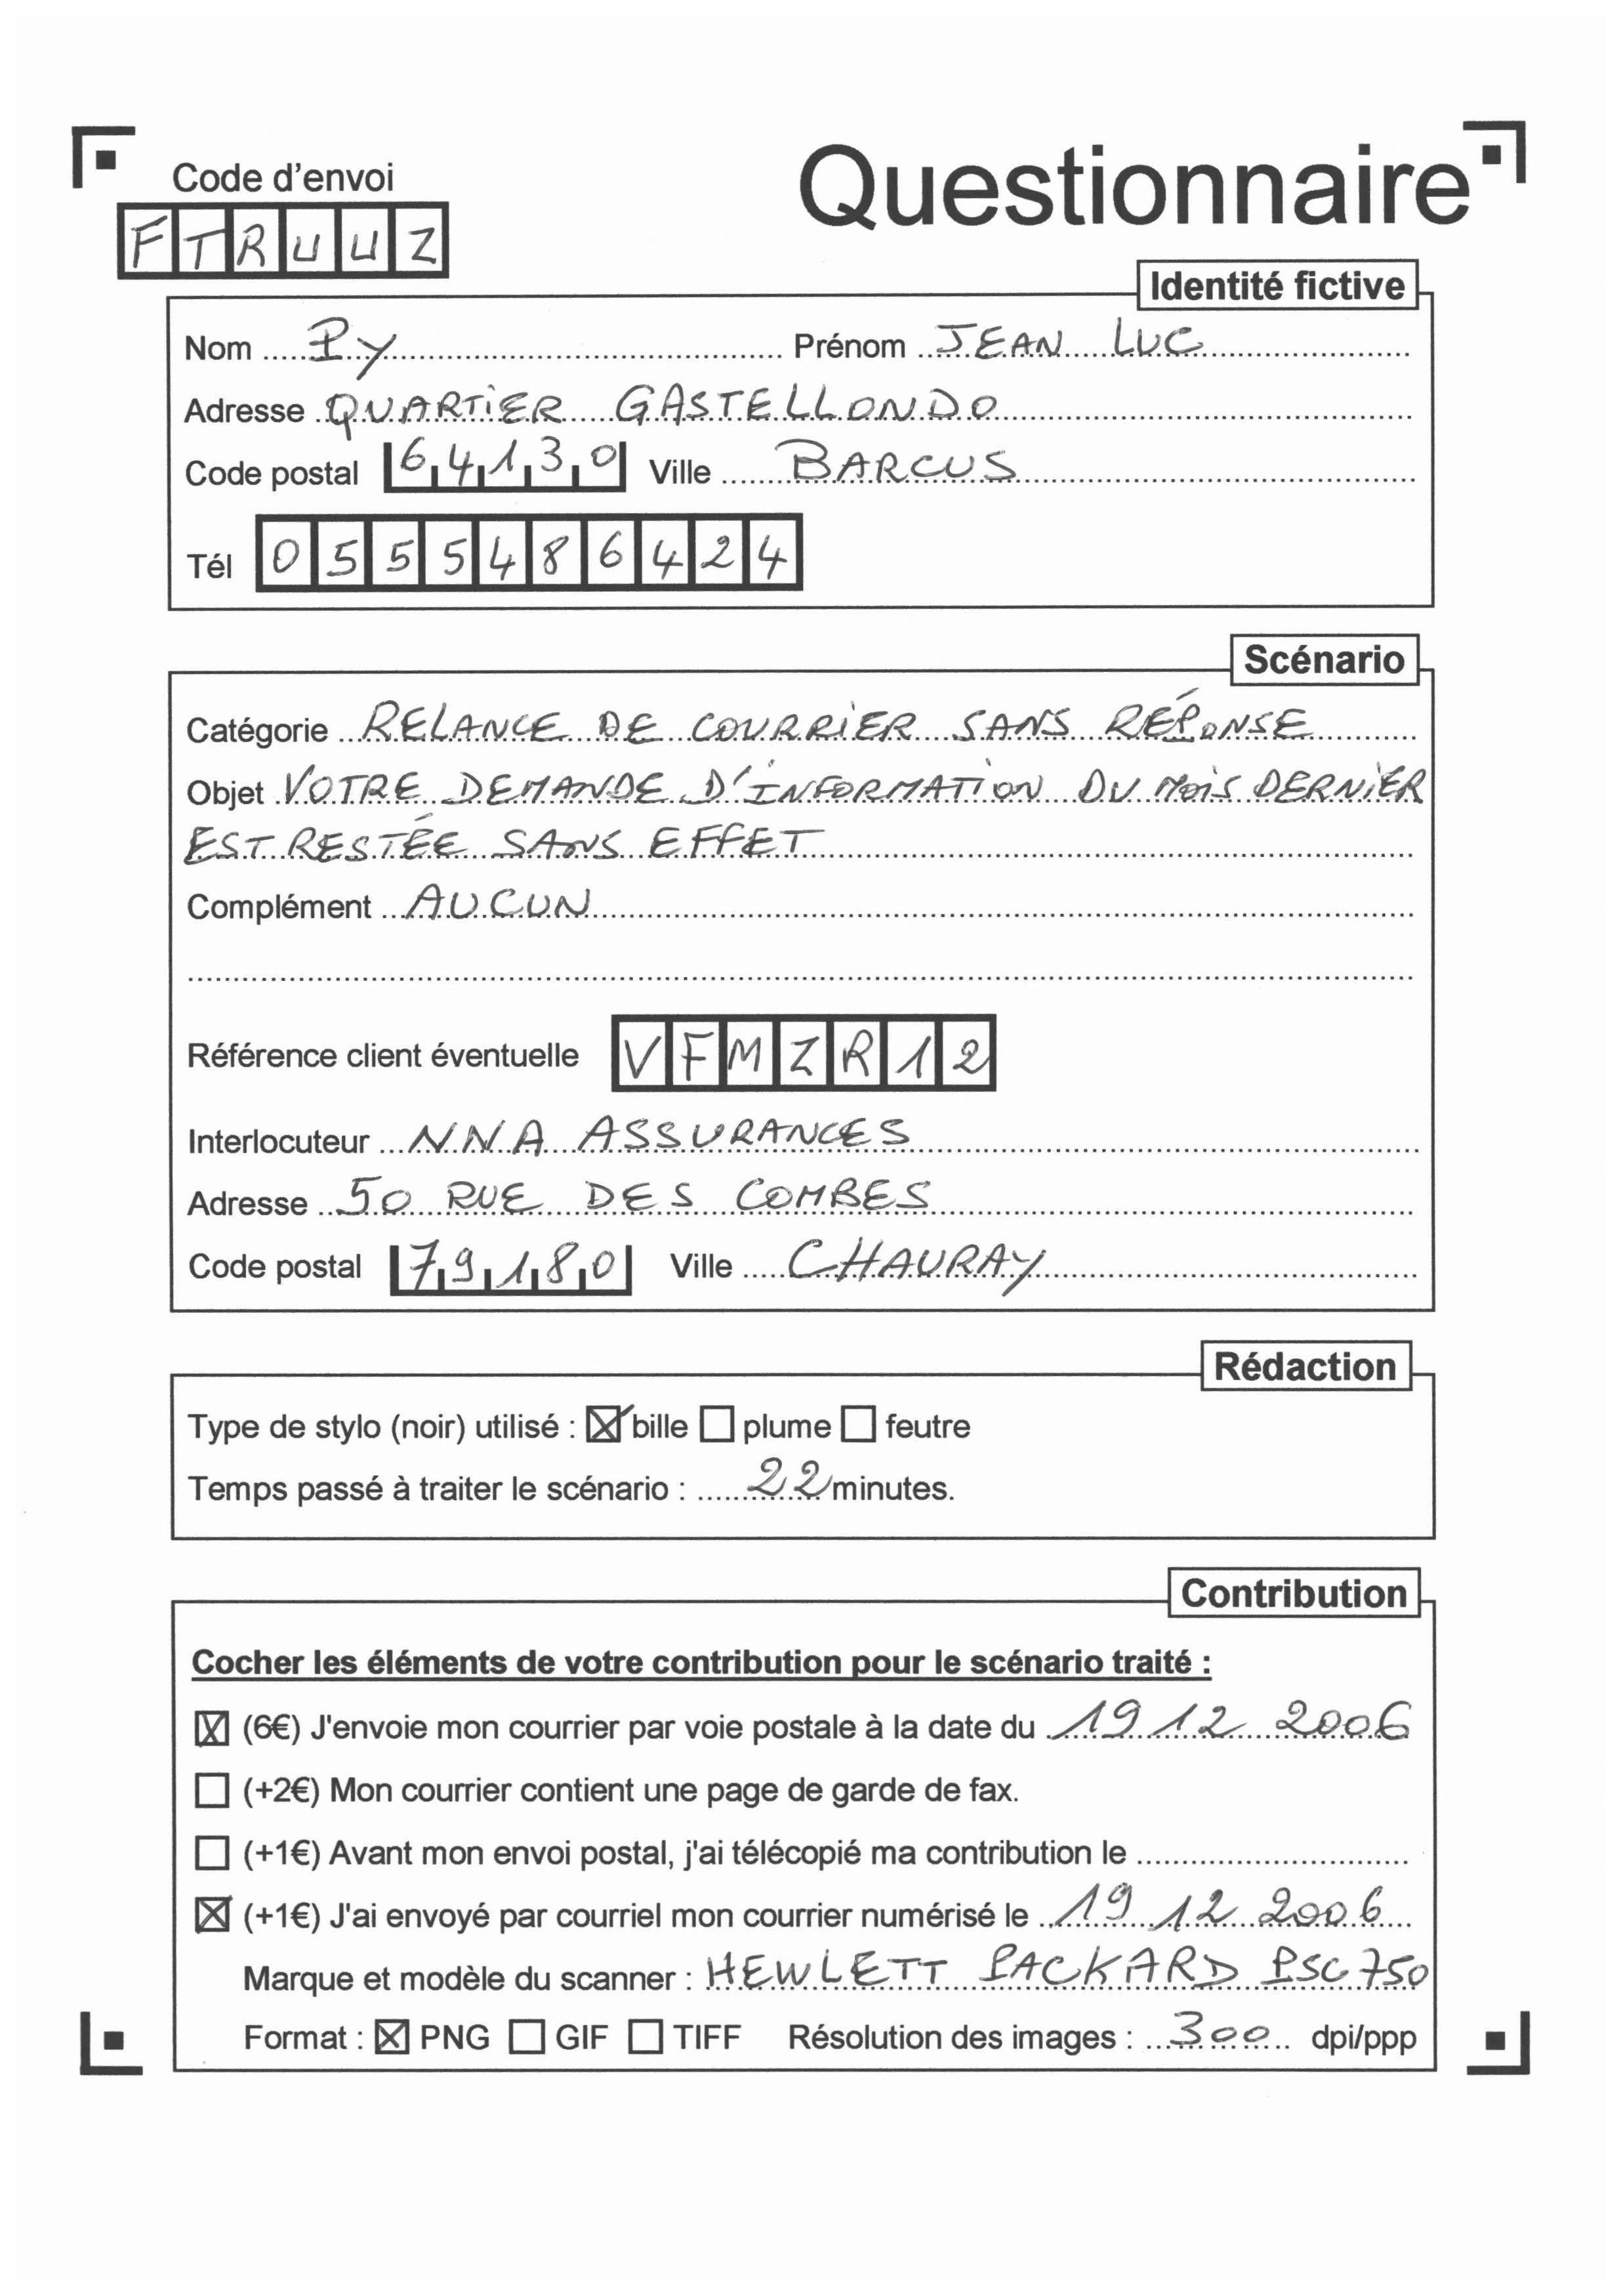 Code d'envoi
Questionnaire
FTRUUZ
Identité fictive
Nom PY Prénom JEAN LUC
Adresse QUARTIER GASTELLONDO
Code postal 64130 Ville BARCUS
Tél 0555486424
Scénario
Catégorie RELANCE DE COURRIER SANS RÉPONSE
Objet VOTRE DEMANDE D'INFORMATION DU MOIS DERNIER
EST RESTÉE SANS EFFET
Complément AUCUN
Référence client éventuelle VFMZR12
Interlocuteur NNA ASSURANCES
Adresse 50 RUE DES COMBES
Code postal 79180 Ville CHAURAY
Rédaction
Type de stylo (noir) utilisé : ☒ bille ☐ plume ☐ feutre
Temps passé à traiter le scénario : 22 minutes.
Contribution
Cocher les éléments de votre contribution pour le scénario traité :
☒ (6€) J'envoie mon courrier par voie postale à la date du 19 12 2006
☐ (+2€) Mon courrier contient une page de garde de fax.
☐ (+1€) Avant mon envoi postal, j'ai télécopié ma contribution le
☒ (+1€) J'ai envoyé par courriel mon courrier numérisé le 19 12 2006
Marque et modèle du scanner : HEWLETT PACKARD PSC 750
Format : ☒ PNG ☐ GIF ☐ TIFF Résolution des images : 300 dpi/ppp